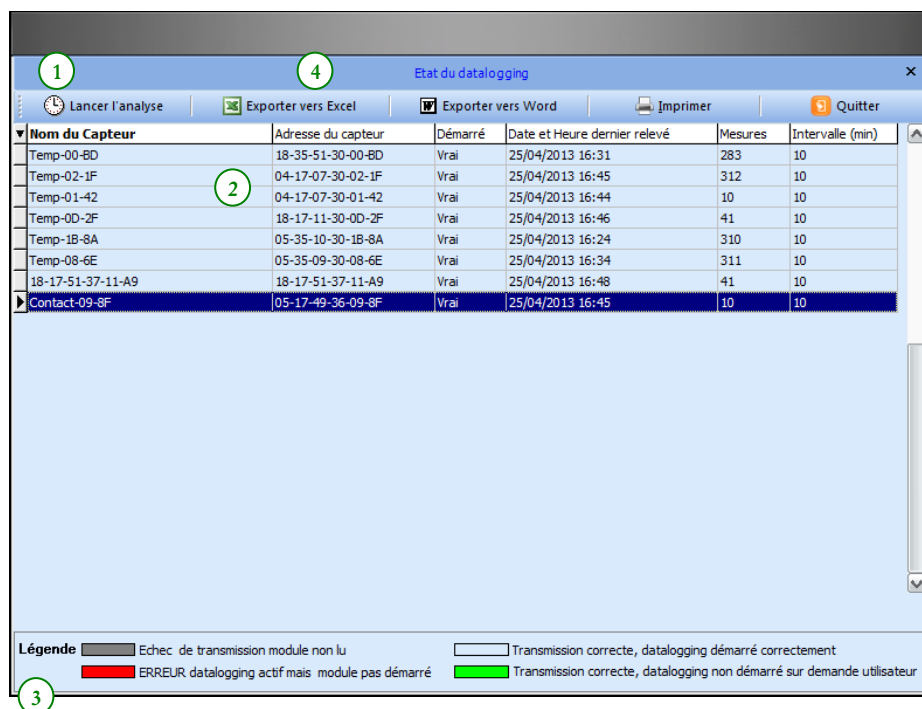 1 4
Etat du datalogging ×
Lancer l'analyse Exporter vers Excel Exporter vers Word Imprimer Quitter
Nom du Capteur Adresse du capteur Démarré Date et Heure dernier relevé Mesures Intervalle (min)
Temp-00-BD 18-35-51-30-00-BD Vrai 25/04/2013 16:31 283 10
Temp-02-1F 04-17-07-30-02-1F Vrai 25/04/2013 16:45 312 10
2
Temp-01-42 04-17-07-30-01-42 Vrai 25/04/2013 16:44 10 10
Temp-0D-2F 18-17-11-30-0D-2F Vrai 25/04/2013 16:46 41 10
Temp-1B-8A 05-35-10-30-1B-8A Vrai 25/04/2013 16:24 310 10
Temp-08-6E 05-35-09-30-08-6E Vrai 25/04/2013 16:34 311 10
18-17-51-37-11-A9 18-17-51-37-11-A9 Vrai 25/04/2013 16:48 41 10
Contact-09-8F 05-17-49-36-09-8F Vrai 25/04/2013 16:45 10 10
Légende Echec de transmission module non lu Transmission correcte, datalogging démarré correctement
ERREUR datalogging actif mais module pas démarré Transmission correcte, datalogging non démarré sur demande utilisateur
3